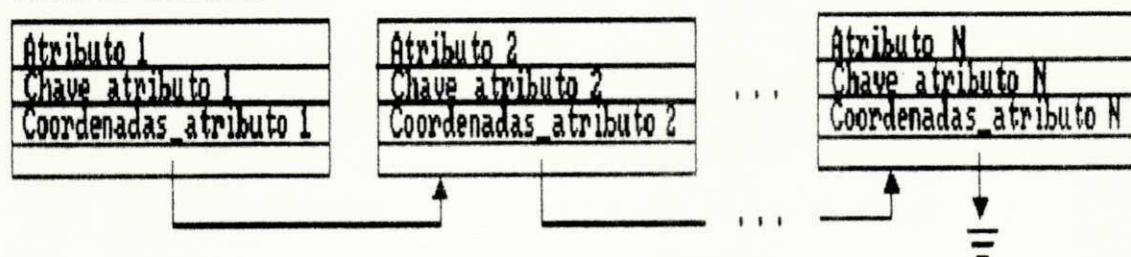 Atributo 1
Chave atributo 1
Coordenadas_atributo 1
Atributo 2
Chave atributo 2
Coordenadas_atributo 2
...
...
Atributo N
Chave atributo N
Coordenadas_atributo N